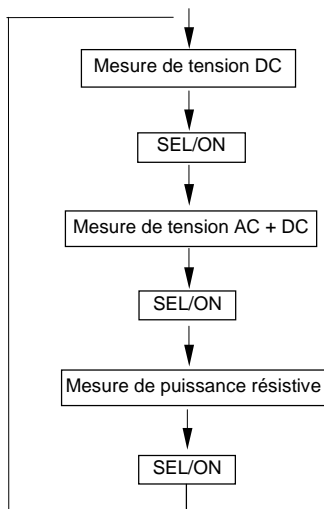 Mesure de tension DC
SEL/ON
Mesure de tension AC + DC
SEL/ON
Mesure de puissance résistive
SEL/ON